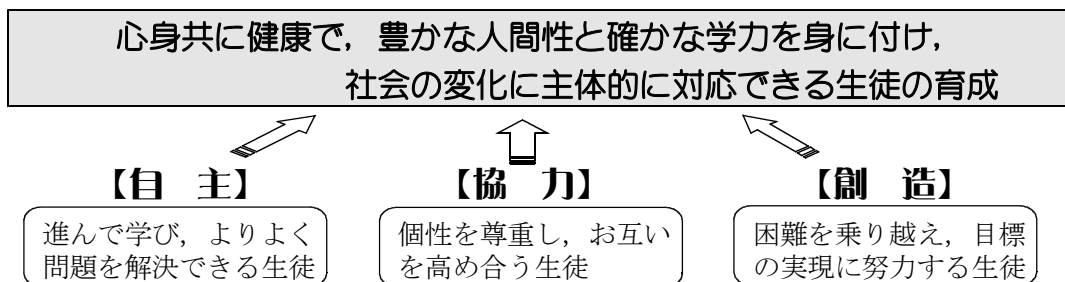 心身共に健康で，豊かな人間性と確かな学力を身に付け，
社会の変化に主体的に対応できる生徒の育成
【自　主】
【協　力】
【創　造】
進んで学び，よりよく
問題を解決できる生徒
個性を尊重し，お互い
を高め合う生徒
困難を乗り越え，目標
の実現に努力する生徒